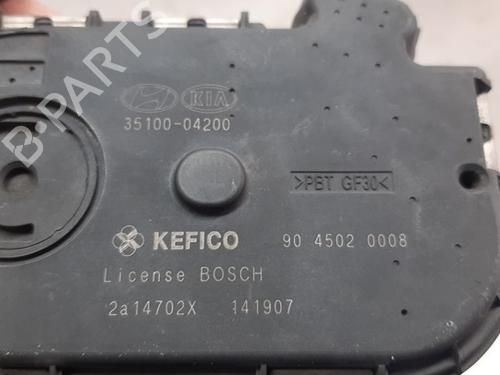 B-PARTS
KIA
35100-04200
>PBT GF30<
KEFICO 90 4502 0008
License BOSCH
2a14702X 141907